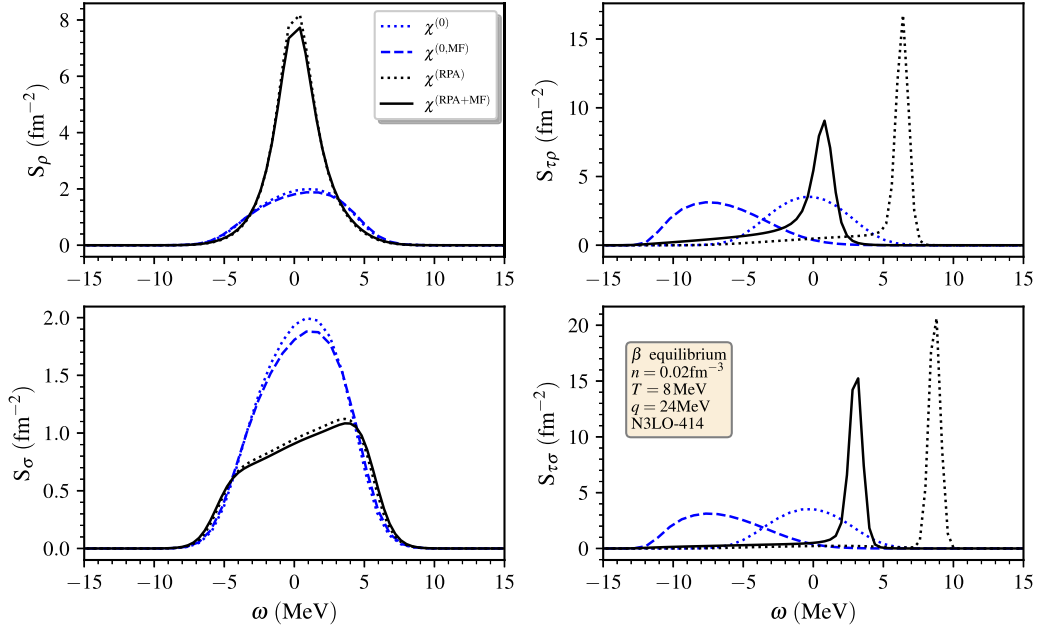 8
6
4
2
0
S_ρ (fm⁻²)
χ^(0)
χ^(0,MF)
χ^(RPA)
χ^(RPA+MF)
−15 −10 −5 0 5 10 15
15
10
5
0
S_τρ (fm⁻²)
−15 −10 −5 0 5 10 15
2.0
1.5
1.0
0.5
0.0
S_σ (fm⁻²)
−15 −10 −5 0 5 10 15
ω (MeV)
20
15
10
5
0
S_τσ (fm⁻²)
β equilibrium
n = 0.02fm⁻³
T = 8 MeV
q = 24MeV
N3LO-414
−15 −10 −5 0 5 10 15
ω (MeV)